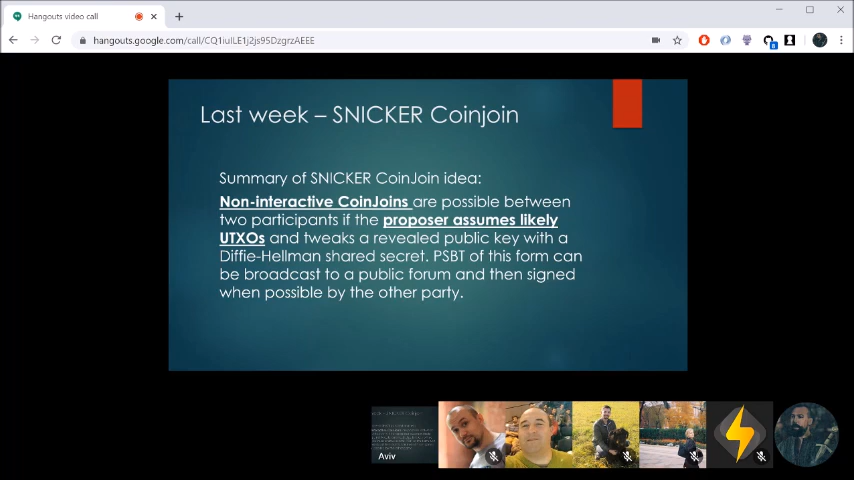 Hangouts video call
hangouts.google.com/call/CQ1iuILE1j2js95DzgrzAEEE
8
Last week – SNICKER Coinjoin
Summary of SNICKER CoinJoin idea:
Non-interactive CoinJoins are possible between
two participants if the proposer assumes likely
UTXOs and tweaks a revealed public key with a
Diffie-Hellman shared secret. PSBT of this form can
be broadcast to a public forum and then signed
when possible by the other party.
Aviv